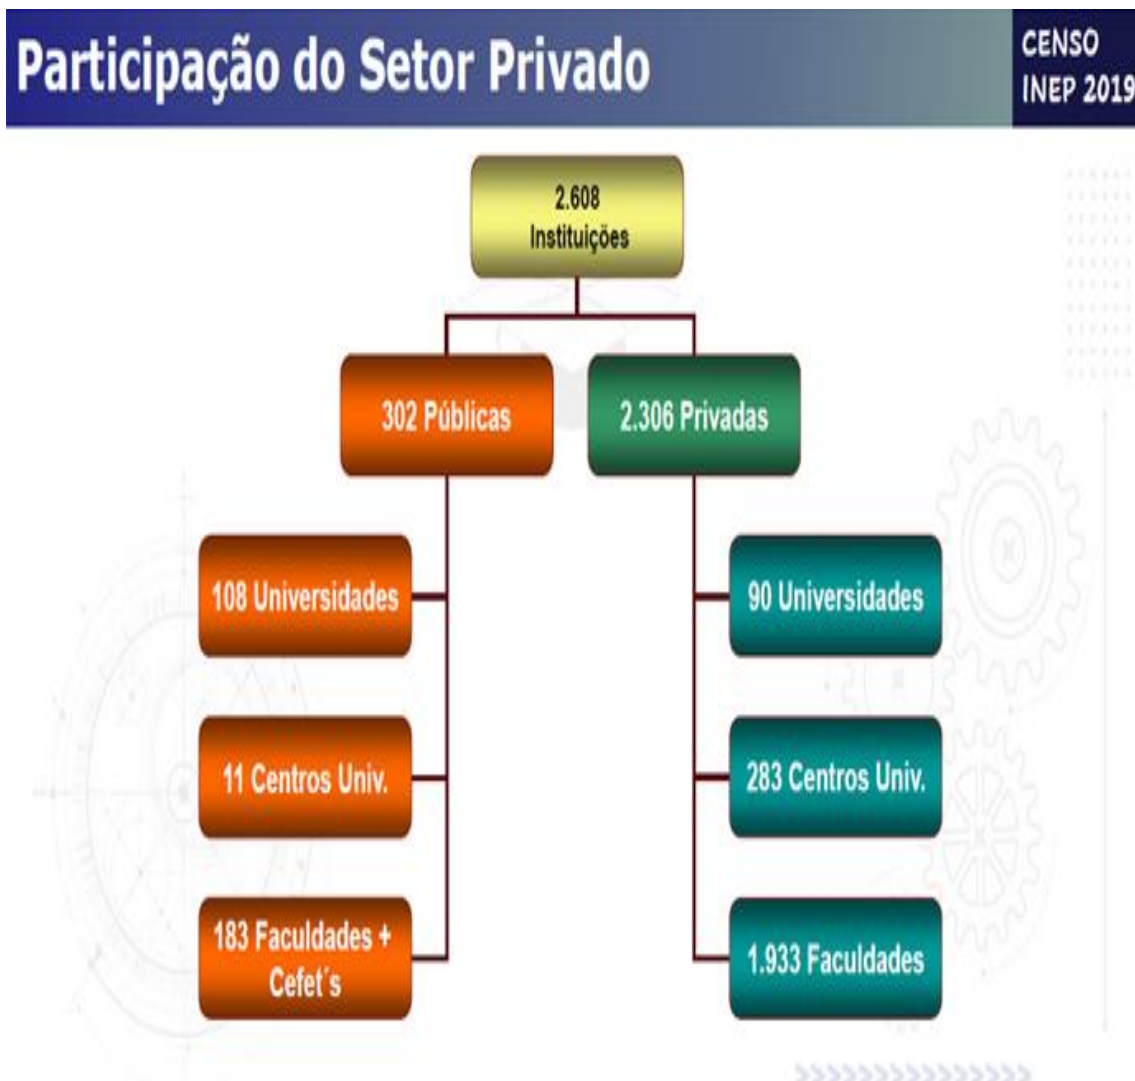 Participação do Setor Privado
CENSO
INEP 2019
2.608
Instituições
302 Públicas
2.306 Privadas
108 Universidades
90 Universidades
11 Centros Univ.
283 Centros Univ.
183 Faculdades +
Cefet´s
1.933 Faculdades